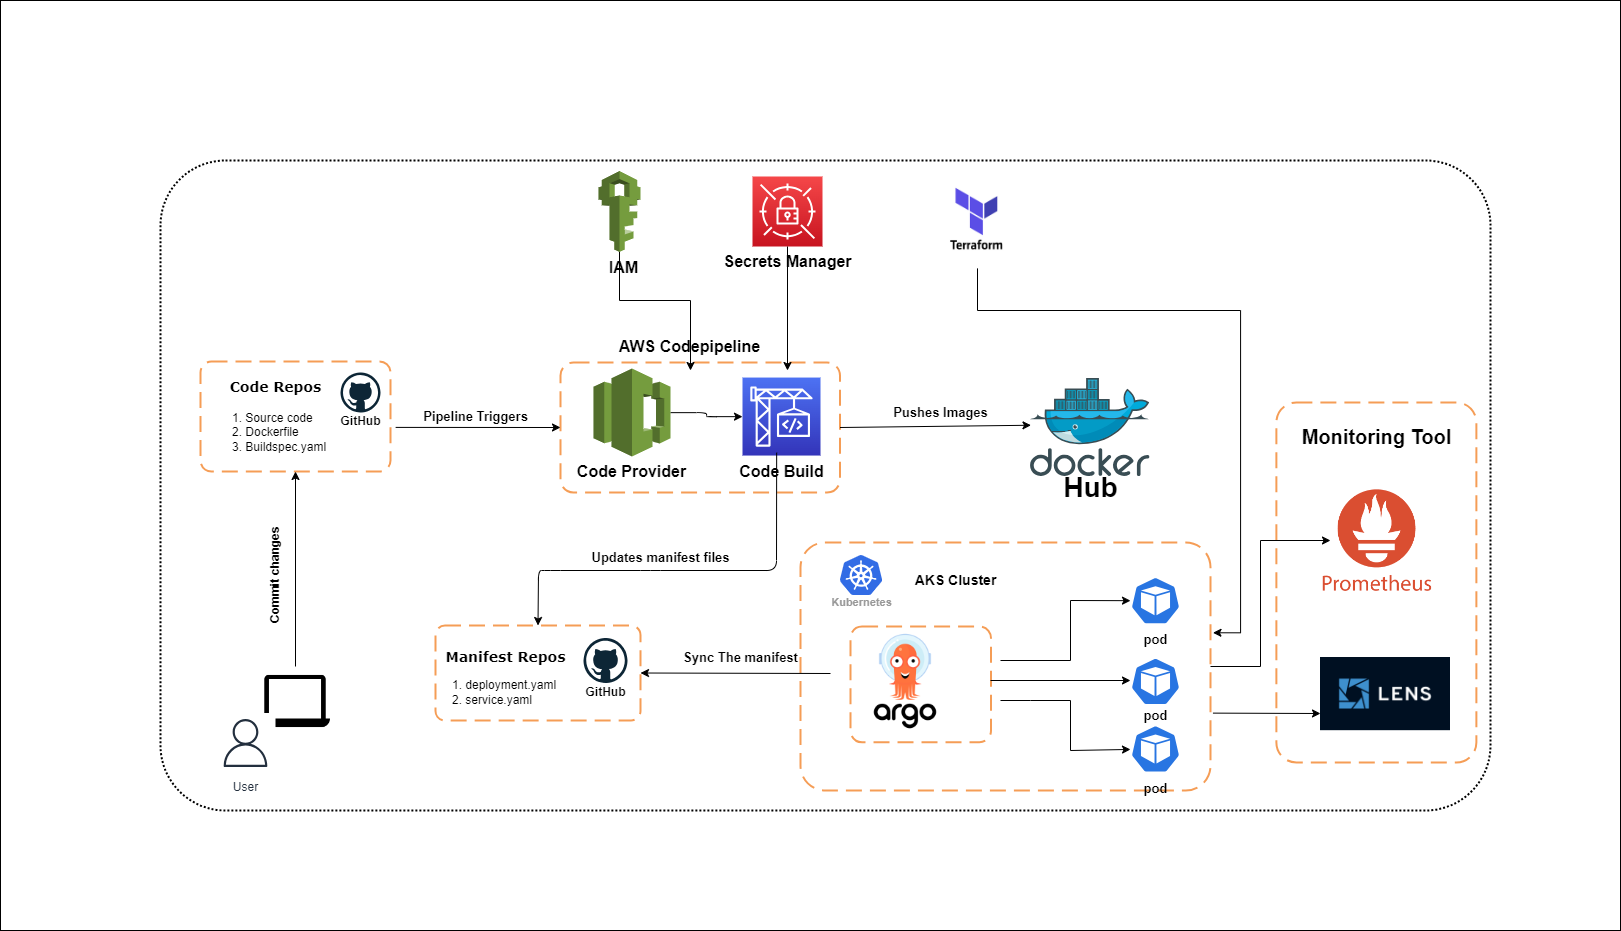 IAM
Secrets Manager
Terraform
AWS Codepipeline
Code Repos
GitHub
1. Source code
2. Dockerfile
3. Buildspec.yaml
Pipeline Triggers
Code Provider
Code Build
Pushes Images
docker
Hub
Monitoring Tool
Prometheus
LENS
Commit changes
User
Updates manifest files
Manifest Repos
GitHub
1. deployment.yaml
2. service.yaml
Sync The manifest
Kubernetes
AKS Cluster
argo
pod
pod
pod